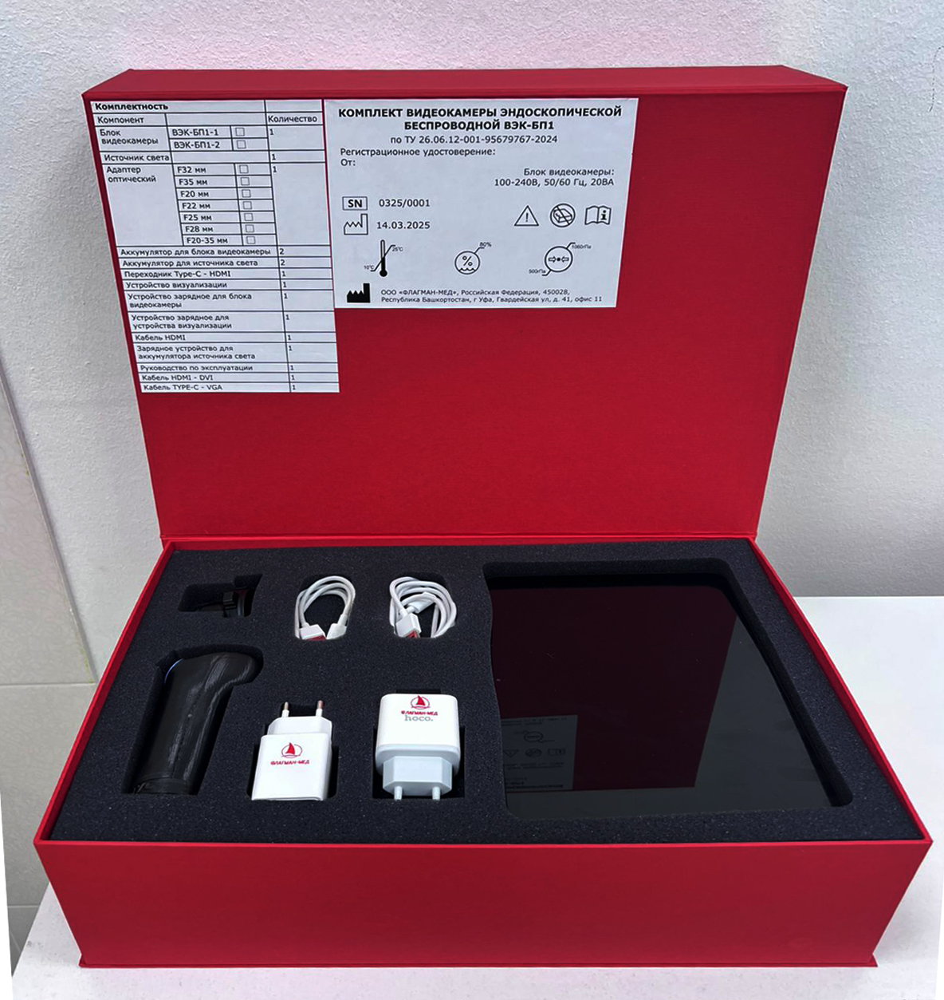 Комплектность
Компонент Количество
Блок видеокамеры ВЭК-БП1-1 1
ВЭК-БП1-2
Источник света 1
Адаптер оптический F32 мм 1
F35 мм
F20 мм
F22 мм
F25 мм
F28 мм
F20-35 мм
Аккумулятор для блока видеокамеры 2
Аккумулятор для источника света 2
Переходник Type-C - HDMI 1
Устройство визуализации 1
Устройство зарядное для блока видеокамеры 1
Устройство зарядное для устройства визуализации 1
Кабель HDMI 1
Зарядное устройство для аккумулятора источника света 1
Руководство по эксплуатации 1
Кабель HDMI - DVI 1
Кабель TYPE-C - VGA 1
КОМПЛЕКТ ВИДЕОКАМЕРЫ ЭНДОСКОПИЧЕСКОЙ
БЕСПРОВОДНОЙ ВЭК-БП1
по ТУ 26.06.12-001-95679767-2024
Регистрационное удостоверение:
От:
Блок видеокамеры:
100-240В, 50/60 Гц, 20ВА
SN 0325/0001
14.03.2025
10°C 25°C
% 80%
500гПа 1060гПа
ООО «ФЛАГМАН-МЕД», Российская Федерация, 450028,
Республика Башкортостан, г Уфа, Гвардейская ул, д. 41, офис 11
ФЛАГМАН-МЕД
ФЛАГМАН-МЕД
hoco.